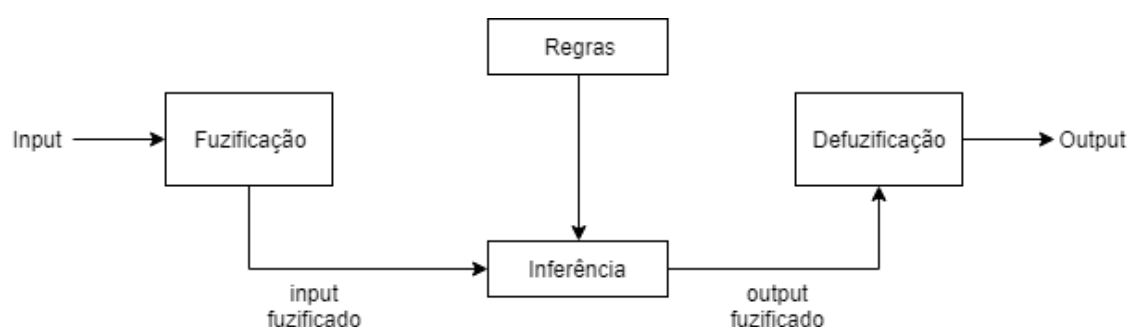 Regras
Input
Fuzificação
Defuzificação
Output
Inferência
input
fuzificado
output
fuzificado